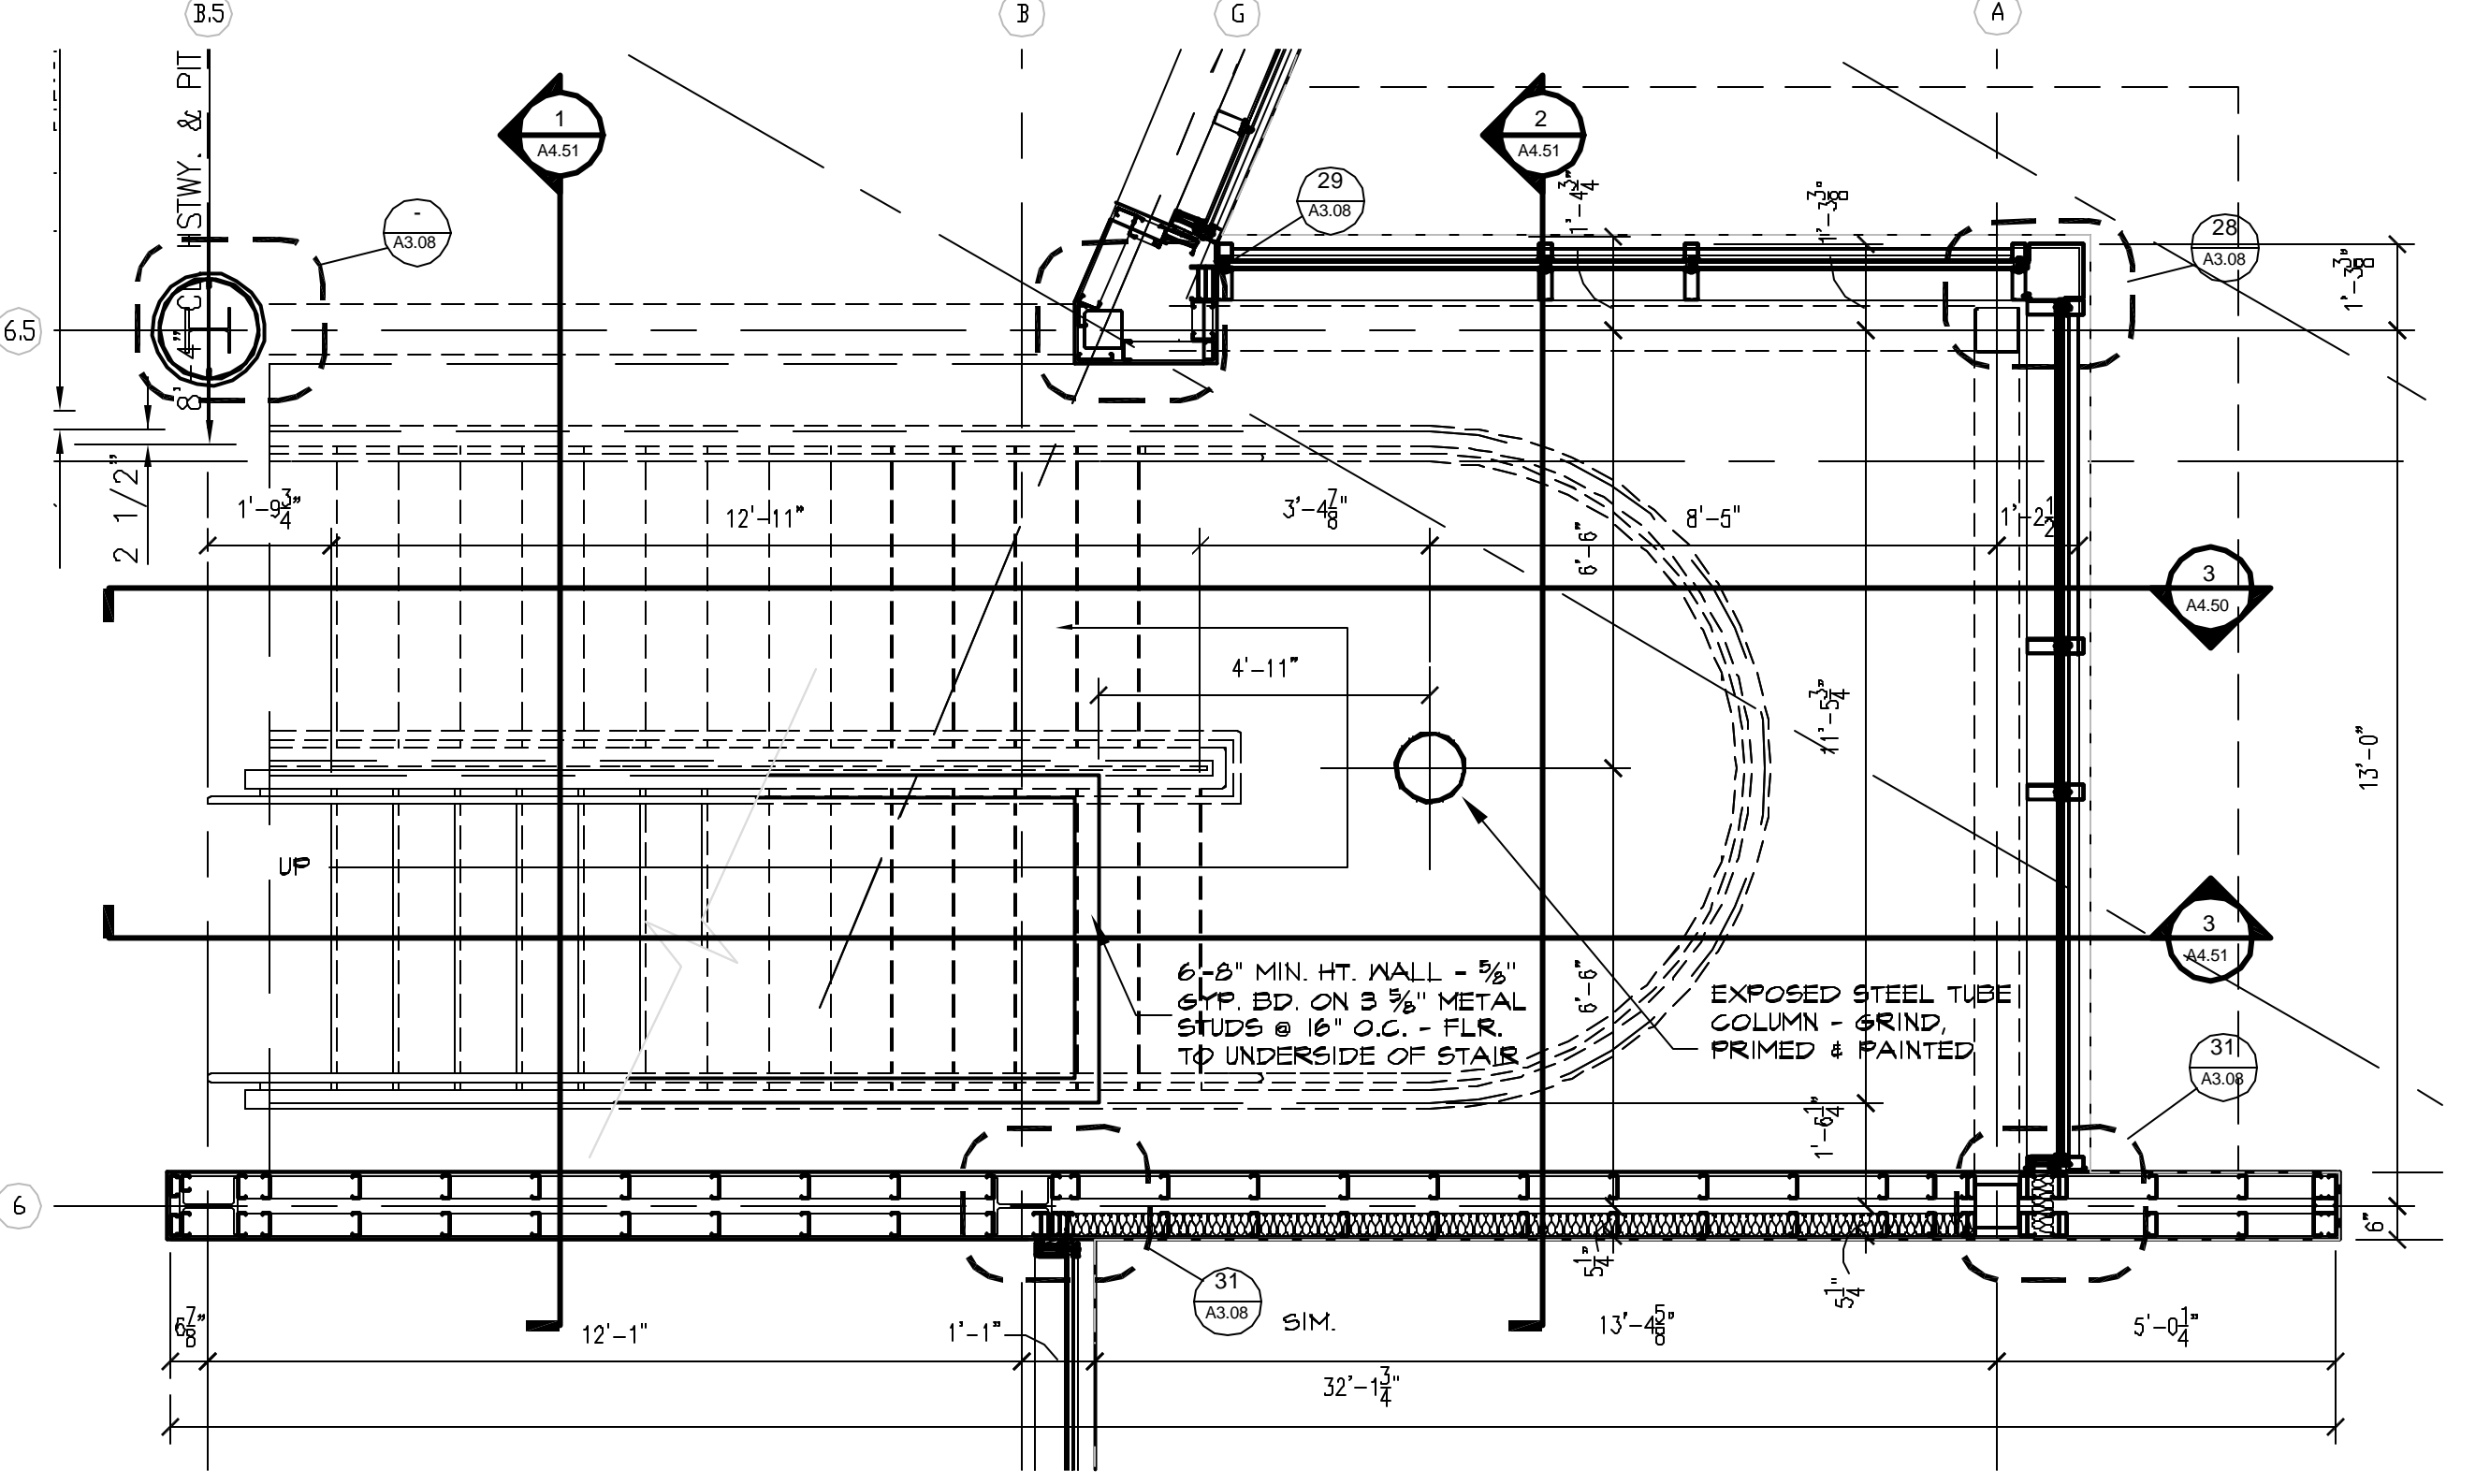 B.5
B
G
A
1
A4.51
2
A4.51
29
A3.08
-
A3.08
28
A3.08
8'-4" CL. HSTWY. & PIT
1'-4 3/4"
1'-3 3/8"
1'-3 3/8"
6.5
2 1/2"
1'-9 3/4"
12'-11"
3'-4 7/8"
8'-5"
1'-2 1/2
6'-6"
3
A4.50
4'-11"
11'-5 3/4"
13'-0"
UP
3
A4.51
6'-6"
6'-8" MIN. HT. WALL - 5/8"
GYP. BD. ON 3 5/8" METAL
STUDS @ 16" O.C. - FLR.
TO UNDERSIDE OF STAIR
EXPOSED STEEL TUBE
COLUMN - GRIND,
PRIMED & PAINTED
31
A3.08
1'-6 1/4"
6
6"
5 1/4"
5 1/4"
31
A3.08
SIM.
6 7/8"
12'-1"
1'-1"
13'-4 5/8"
5'-0 1/4"
32'-1 3/4"